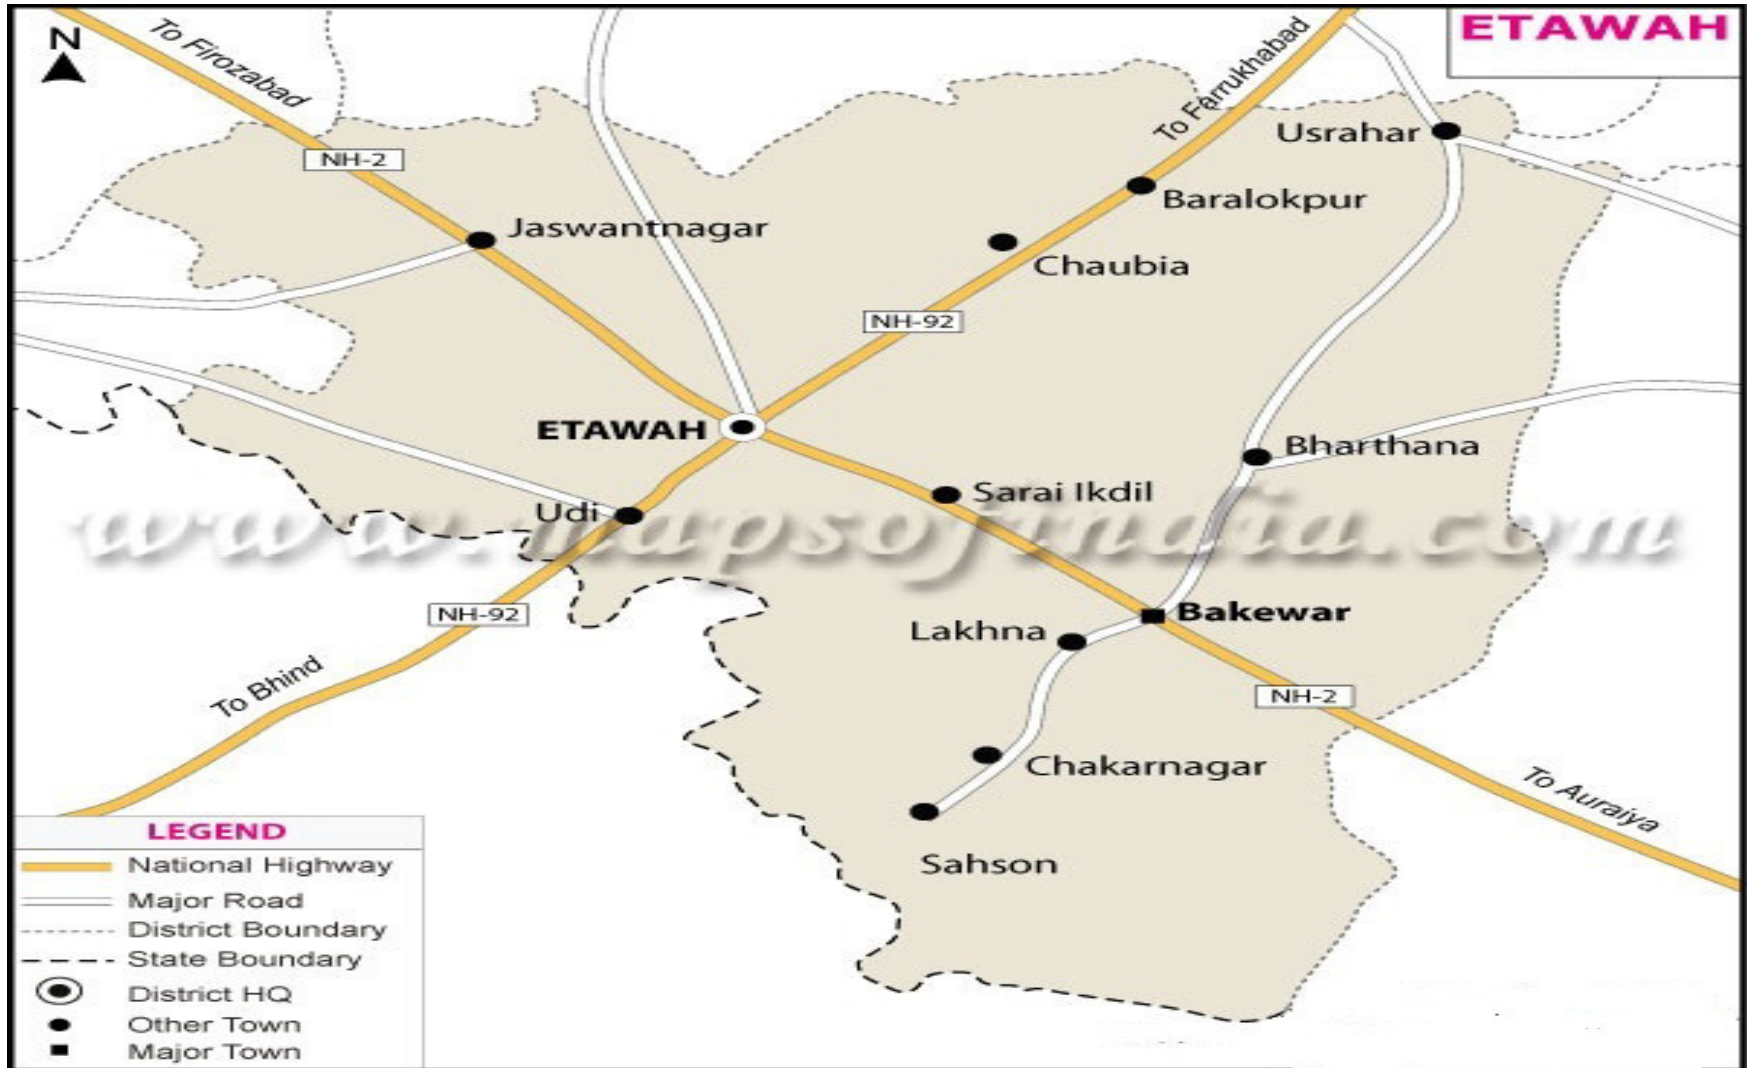 ETAWAH
N
To Firozabad
To Farrukhabad
Usrahar
NH-2
Baralokpur
Jaswantnagar
Chaubia
NH-92
ETAWAH
Bharthana
Sarai Ikdil
Udi
www.mapsofindia.com
NH-92
Bakewar
Lakhna
To Bhind
NH-2
Chakarnagar
To Auraiya
Sahson
LEGEND
National Highway
Major Road
District Boundary
State Boundary
District HQ
Other Town
Major Town